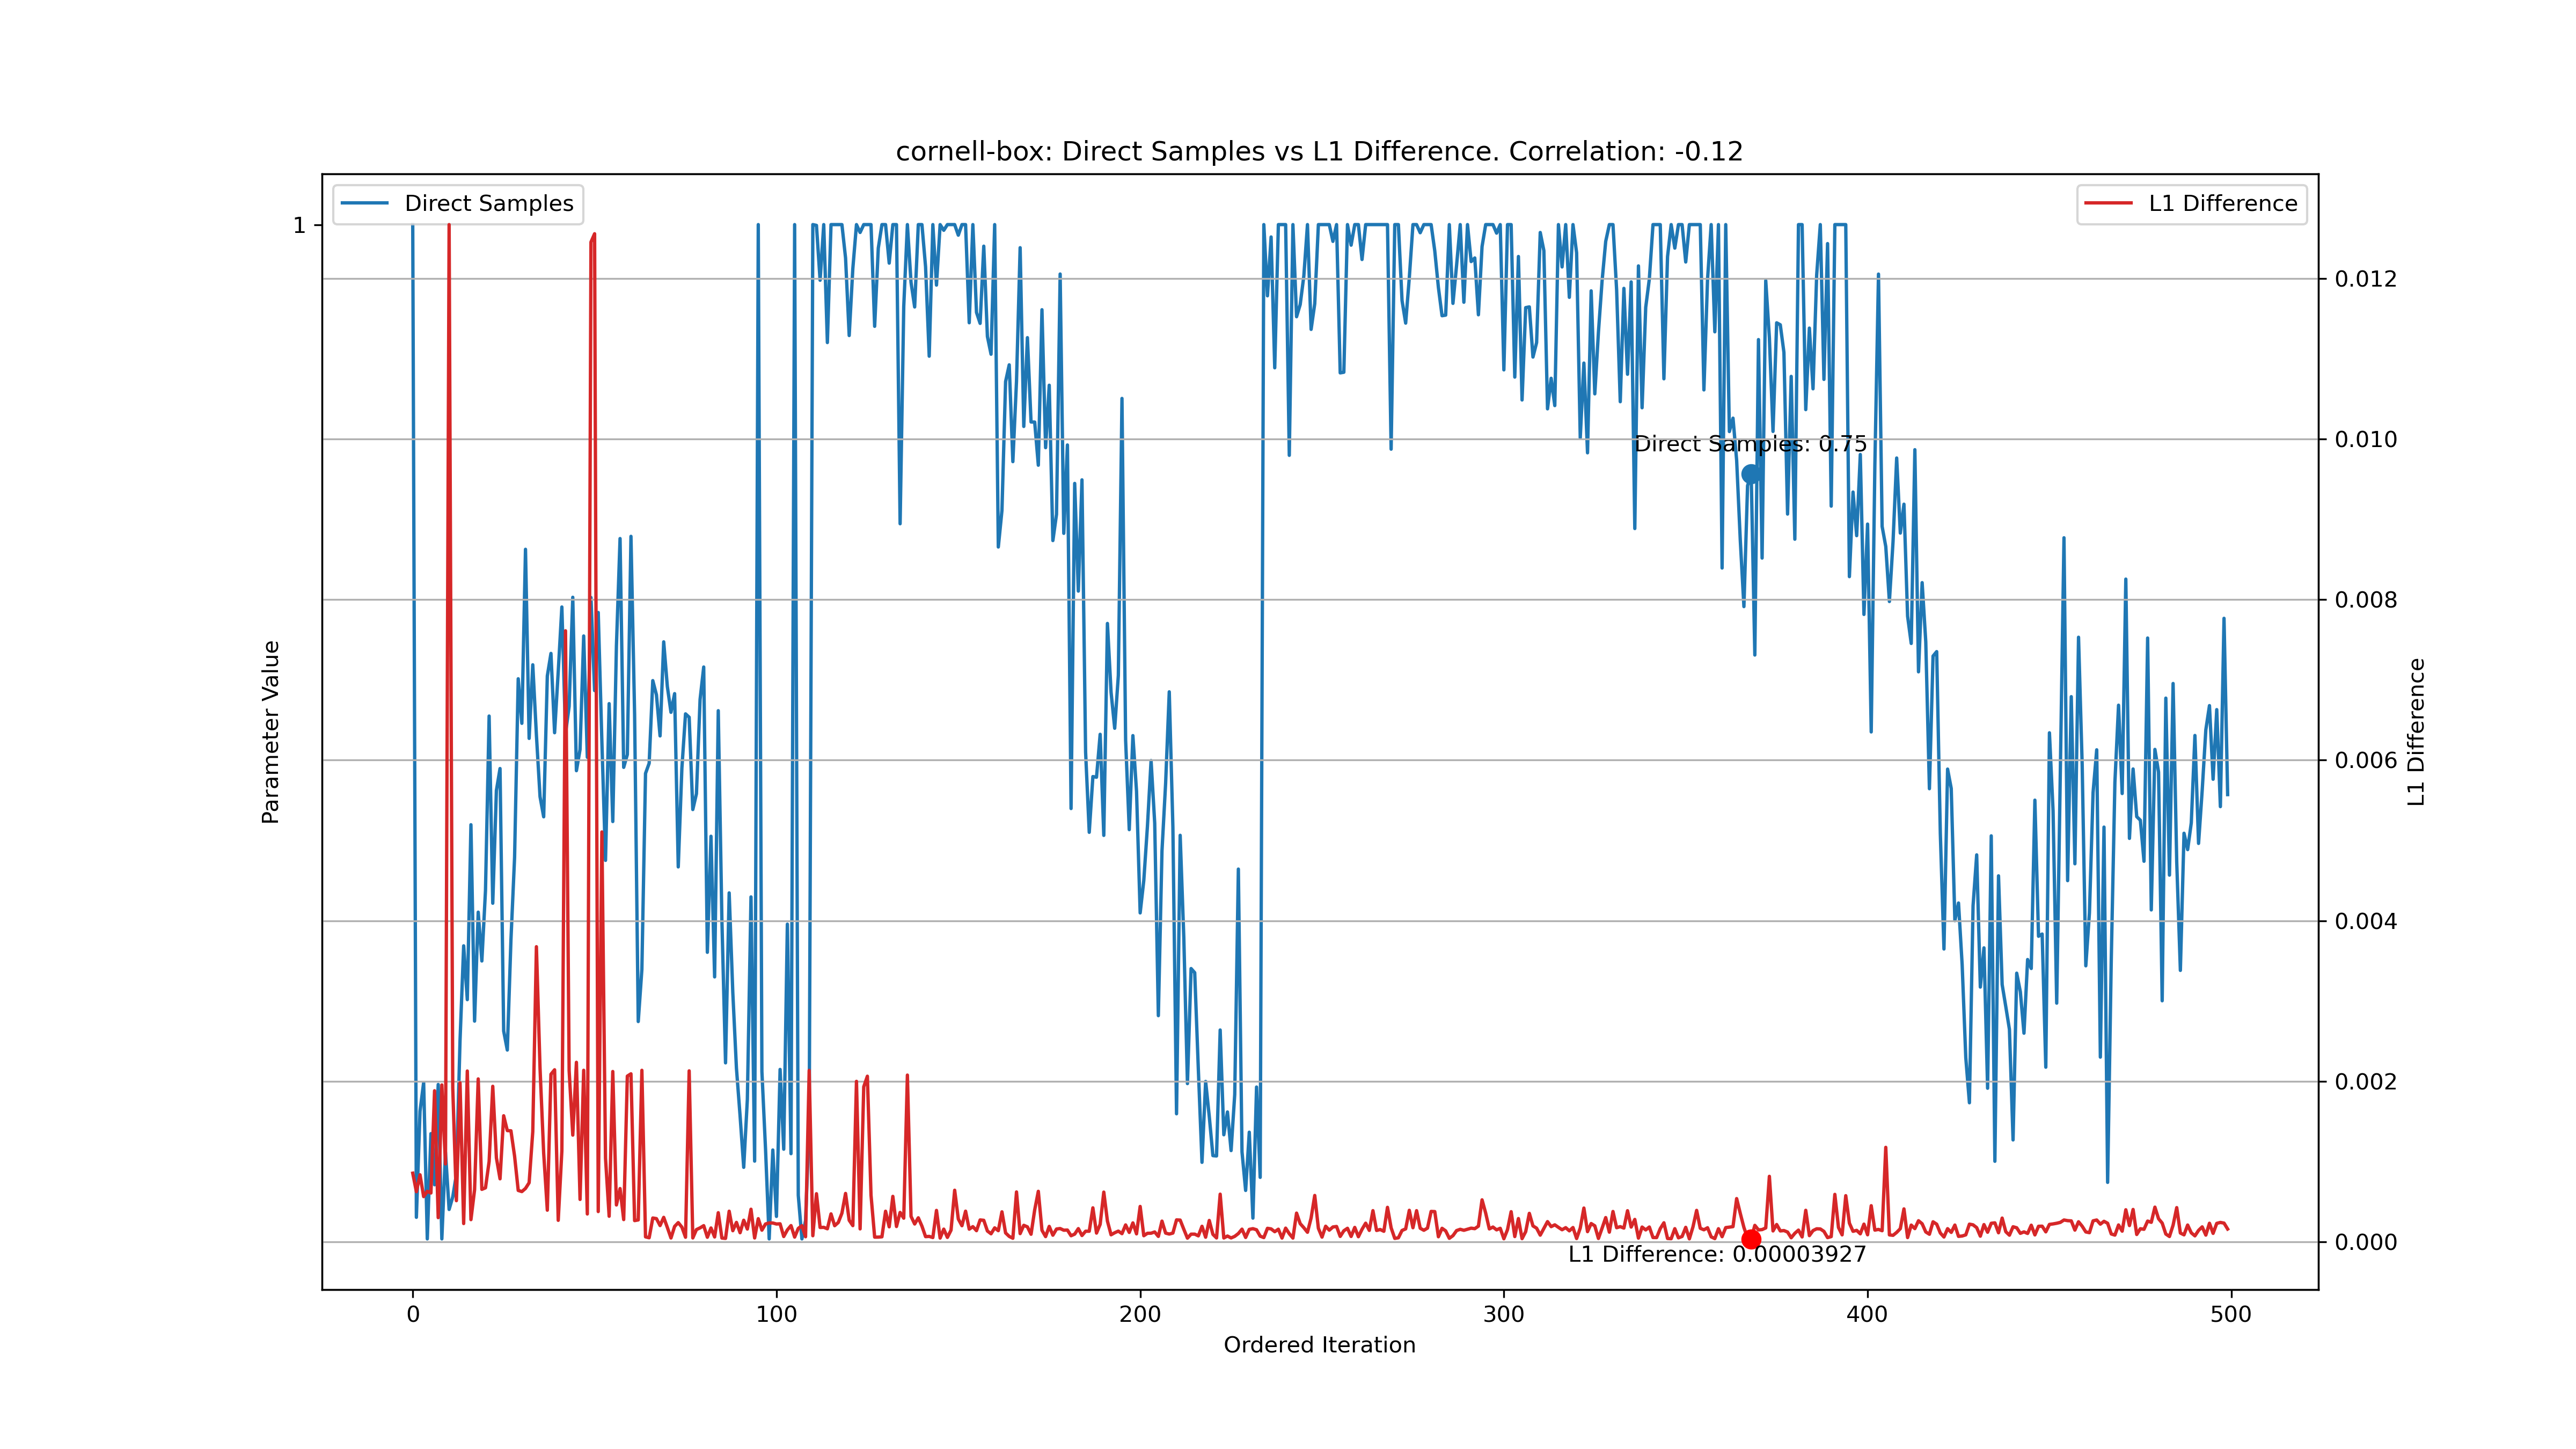 cornell-box: Direct Samples vs L1 Difference. Correlation: -0.12
Direct Samples
L1 Difference
1
0.012
0.010
0.008
0.006
0.004
0.002
0.000
Parameter Value
L1 Difference
Direct Samples: 0.75
L1 Difference: 0.00003927
0
100
200
300
400
500
Ordered Iteration